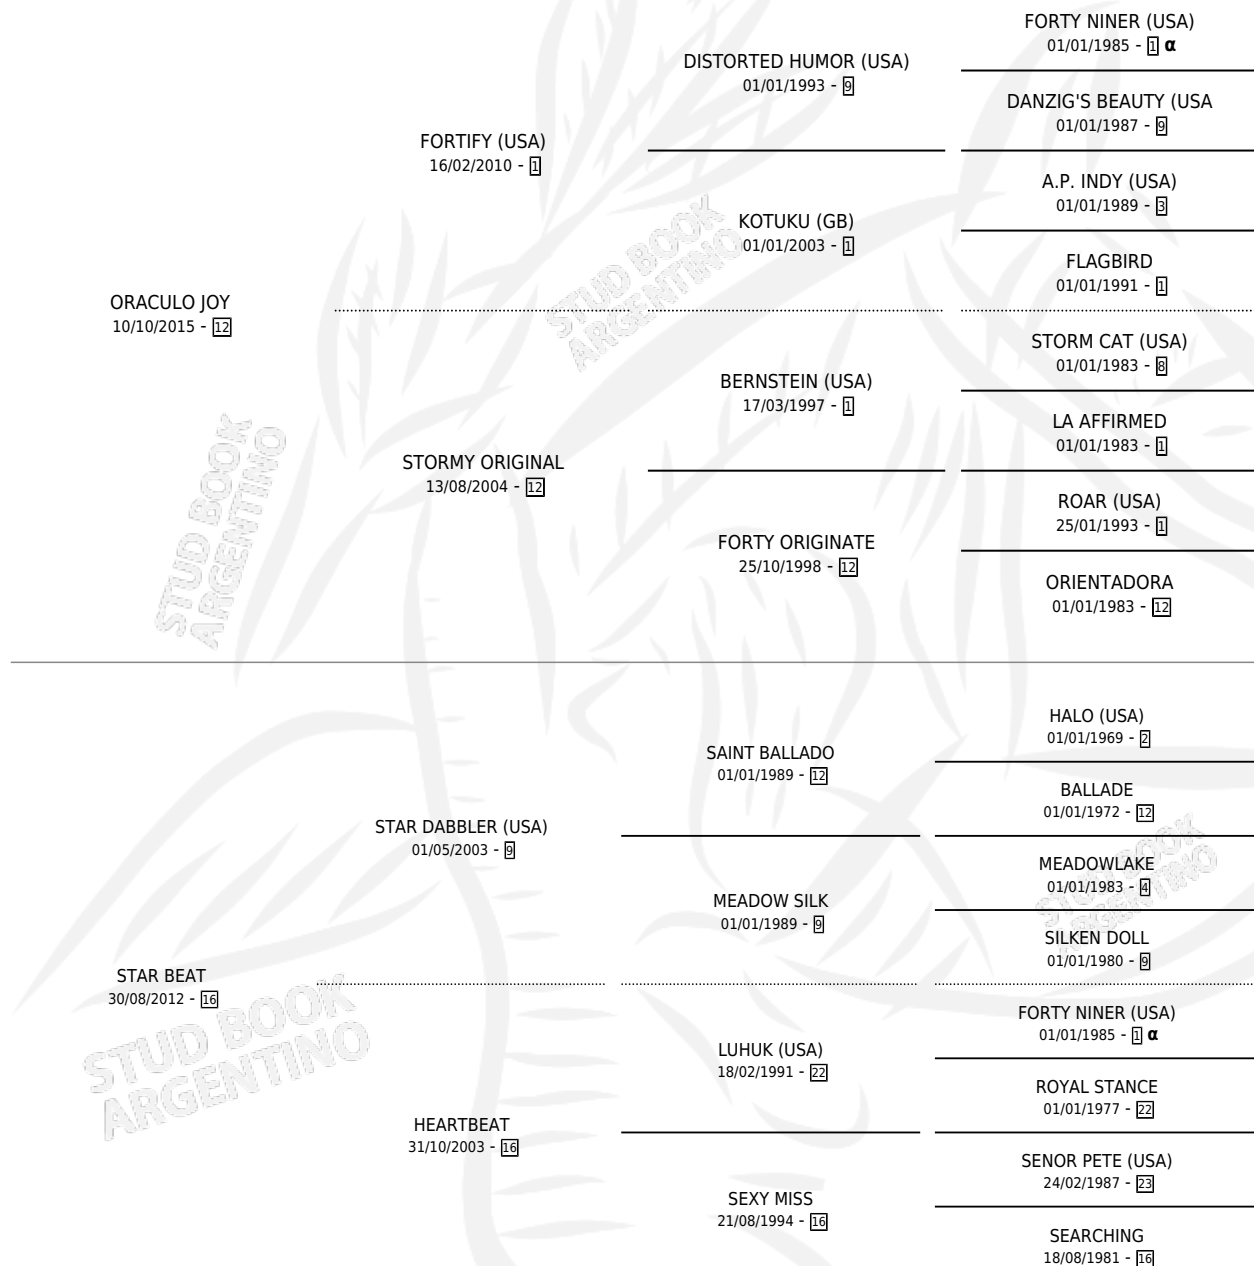 FORTY NINER (USA)
01/01/1985 - 1 α
DISTORTED HUMOR (USA)
01/01/1993 - 9
DANZIG'S BEAUTY (USA
01/01/1987 - 9
FORTIFY (USA)
16/02/2010 - 1
A.P. INDY (USA)
01/01/1989 - 3
KOTUKU (GB)
01/01/2003 - 1
FLAGBIRD
01/01/1991 - 1
ORACULO JOY
10/10/2015 - 12
STORM CAT (USA)
01/01/1983 - 8
BERNSTEIN (USA)
17/03/1997 - 1
LA AFFIRMED
01/01/1983 - 1
STORMY ORIGINAL
13/08/2004 - 12
ROAR (USA)
25/01/1993 - 1
FORTY ORIGINATE
25/10/1998 - 12
ORIENTADORA
01/01/1983 - 12
HALO (USA)
01/01/1969 - 2
SAINT BALLADO
01/01/1989 - 12
BALLADE
01/01/1972 - 12
STAR DABBLER (USA)
01/05/2003 - 9
MEADOWLAKE
01/01/1983 - 4
MEADOW SILK
01/01/1989 - 9
SILKEN DOLL
01/01/1980 - 9
STAR BEAT
30/08/2012 - 16
FORTY NINER (USA)
01/01/1985 - 1 α
LUHUK (USA)
18/02/1991 - 22
ROYAL STANCE
01/01/1977 - 22
HEARTBEAT
31/10/2003 - 16
SENOR PETE (USA)
24/02/1987 - 23
SEXY MISS
21/08/1994 - 16
SEARCHING
18/08/1981 - 16
STUD BOOK
ARGENTINO
STUD BOOK
ARGENTINO
STUD BOOK
ARGENTINO
STUD BOOK
ARGENTINO